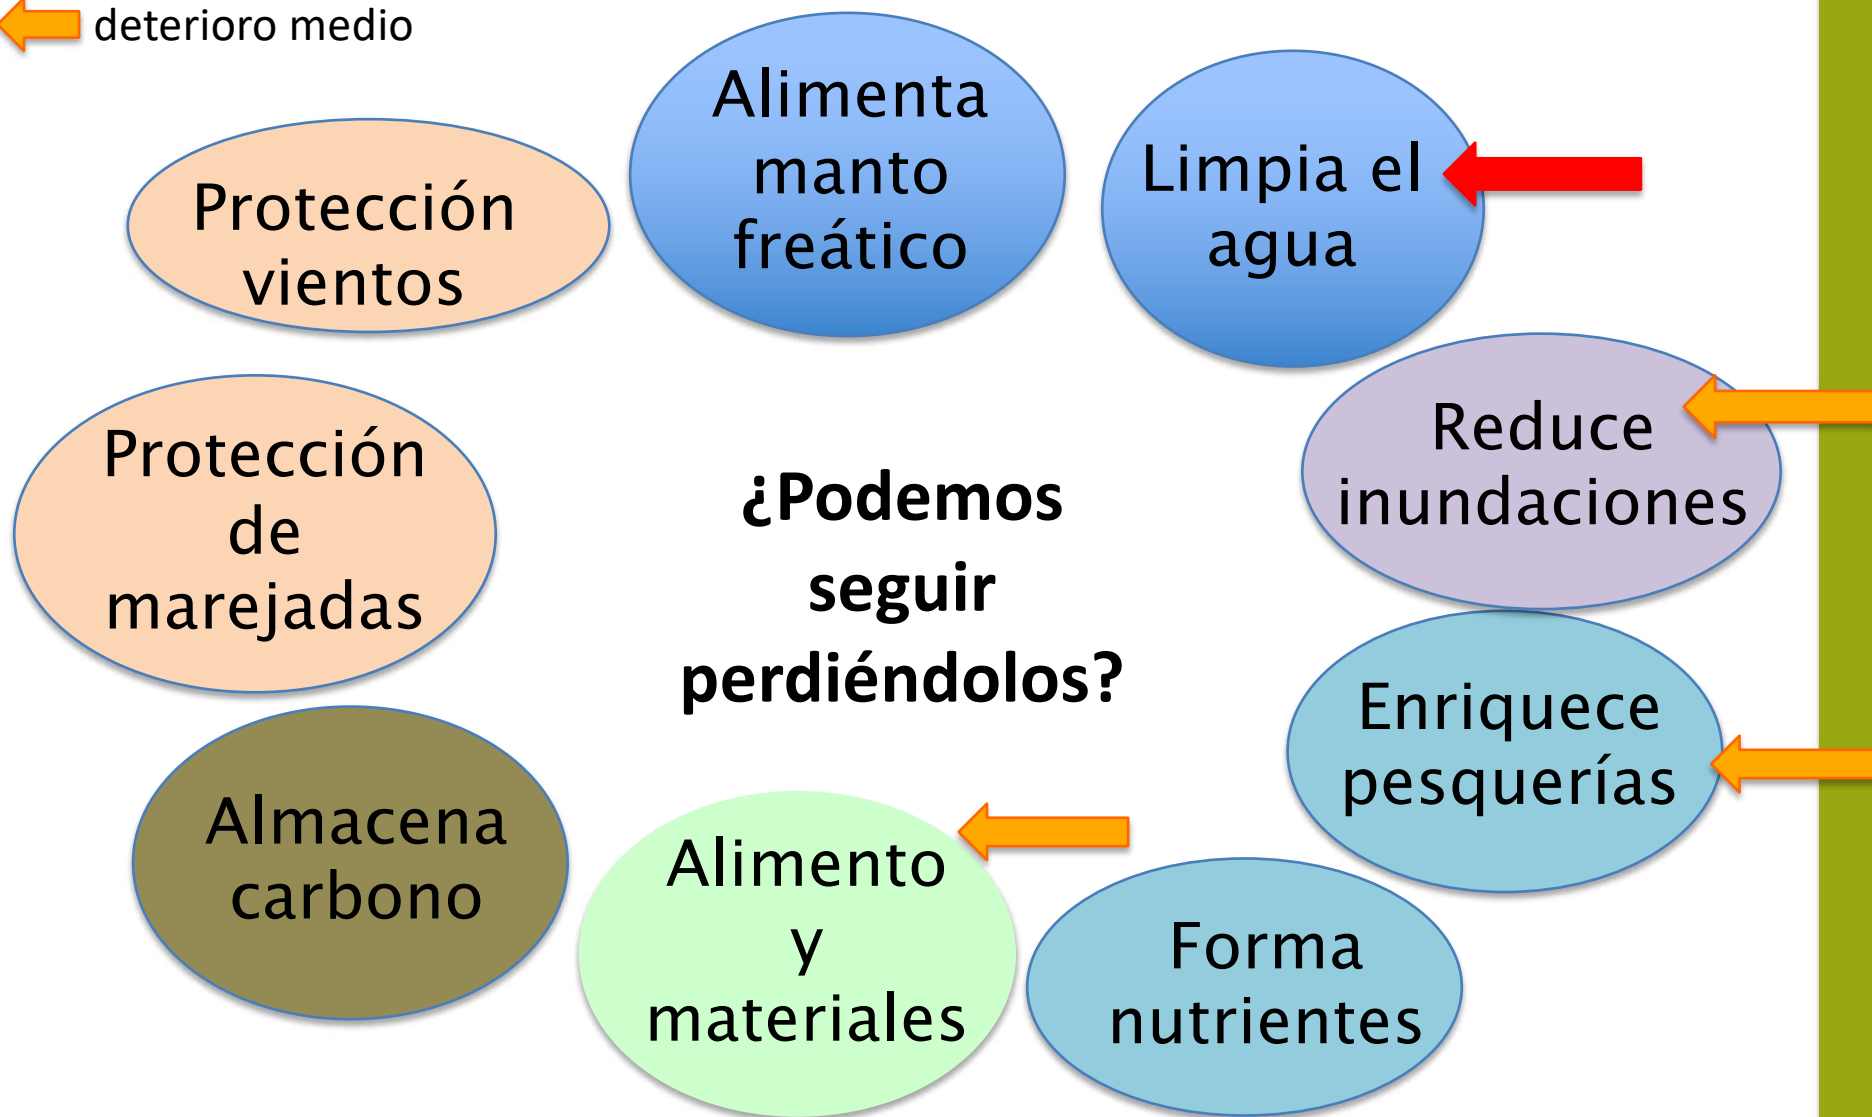 deterioro medio
Alimenta
manto
freático
Limpia el
agua
Protección
vientos
Reduce
inundaciones
Protección
de
marejadas
¿Podemos
seguir
perdiéndolos?
Enriquece
pesquerías
Almacena
carbono
Alimento
y
materiales
Forma
nutrientes